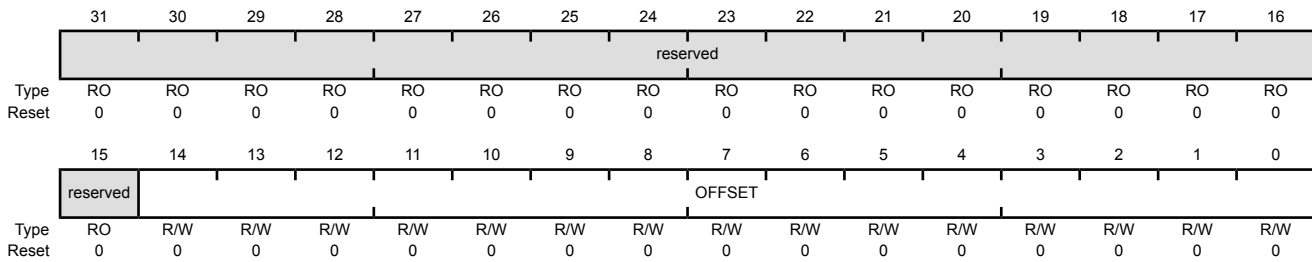 31 30 29 28 27 26 25 24 23 22 21 20 19 18 17 16
reserved
Type RO RO RO RO RO RO RO RO RO RO RO RO RO RO RO RO
Reset 0 0 0 0 0 0 0 0 0 0 0 0 0 0 0 0
15 14 13 12 11 10 9 8 7 6 5 4 3 2 1 0
reserved OFFSET
Type RO R/W R/W R/W R/W R/W R/W R/W R/W R/W R/W R/W R/W R/W R/W R/W
Reset 0 0 0 0 0 0 0 0 0 0 0 0 0 0 0 0